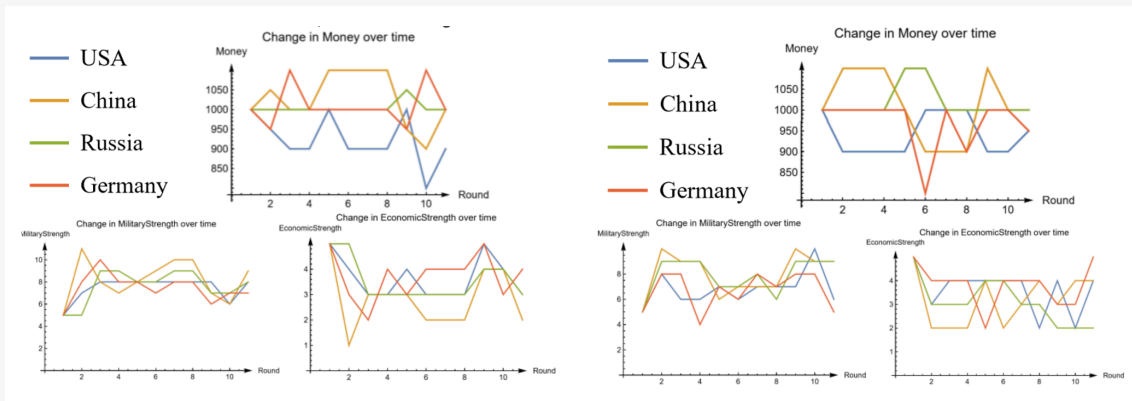 Change in Money over time
Money
USA
China
Russia
Germany
1050
1000
950
900
850
2 4 6 8 10
Round
Change in MilitaryStrength over time
MilitaryStrength
10
8
6
4
2
2 4 6 8 10
Round
Change in EconomicStrength over time
EconomicStrength
4
3
2
1
2 4 6 8 10
Round
Change in Money over time
Money
USA
China
Russia
Germany
1050
1000
950
900
850
2 4 6 8 10
Round
Change in MilitaryStrength over time
MilitaryStrength
8
6
4
2
2 4 6 8 10
Round
Change in EconomicStrength over time
EconomicStrength
4
3
2
1
2 4 6 8 10
Round